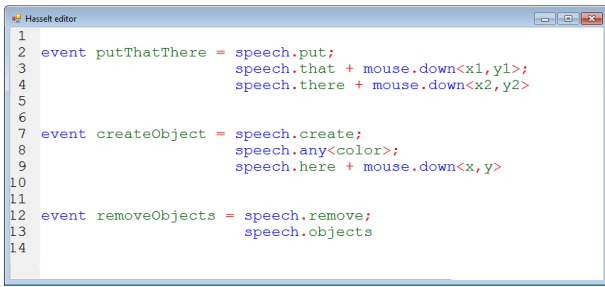 Hasselt editor
1
2 event putThatThere = speech.put;
3 speech.that + mouse.down<x1,y1>;
4 speech.there + mouse.down<x2,y2>
5
6
7 event createObject = speech.create;
8 speech.any<color>;
9 speech.here + mouse.down<x,y>
10
11
12 event removeObjects = speech.remove;
13 speech.objects
14